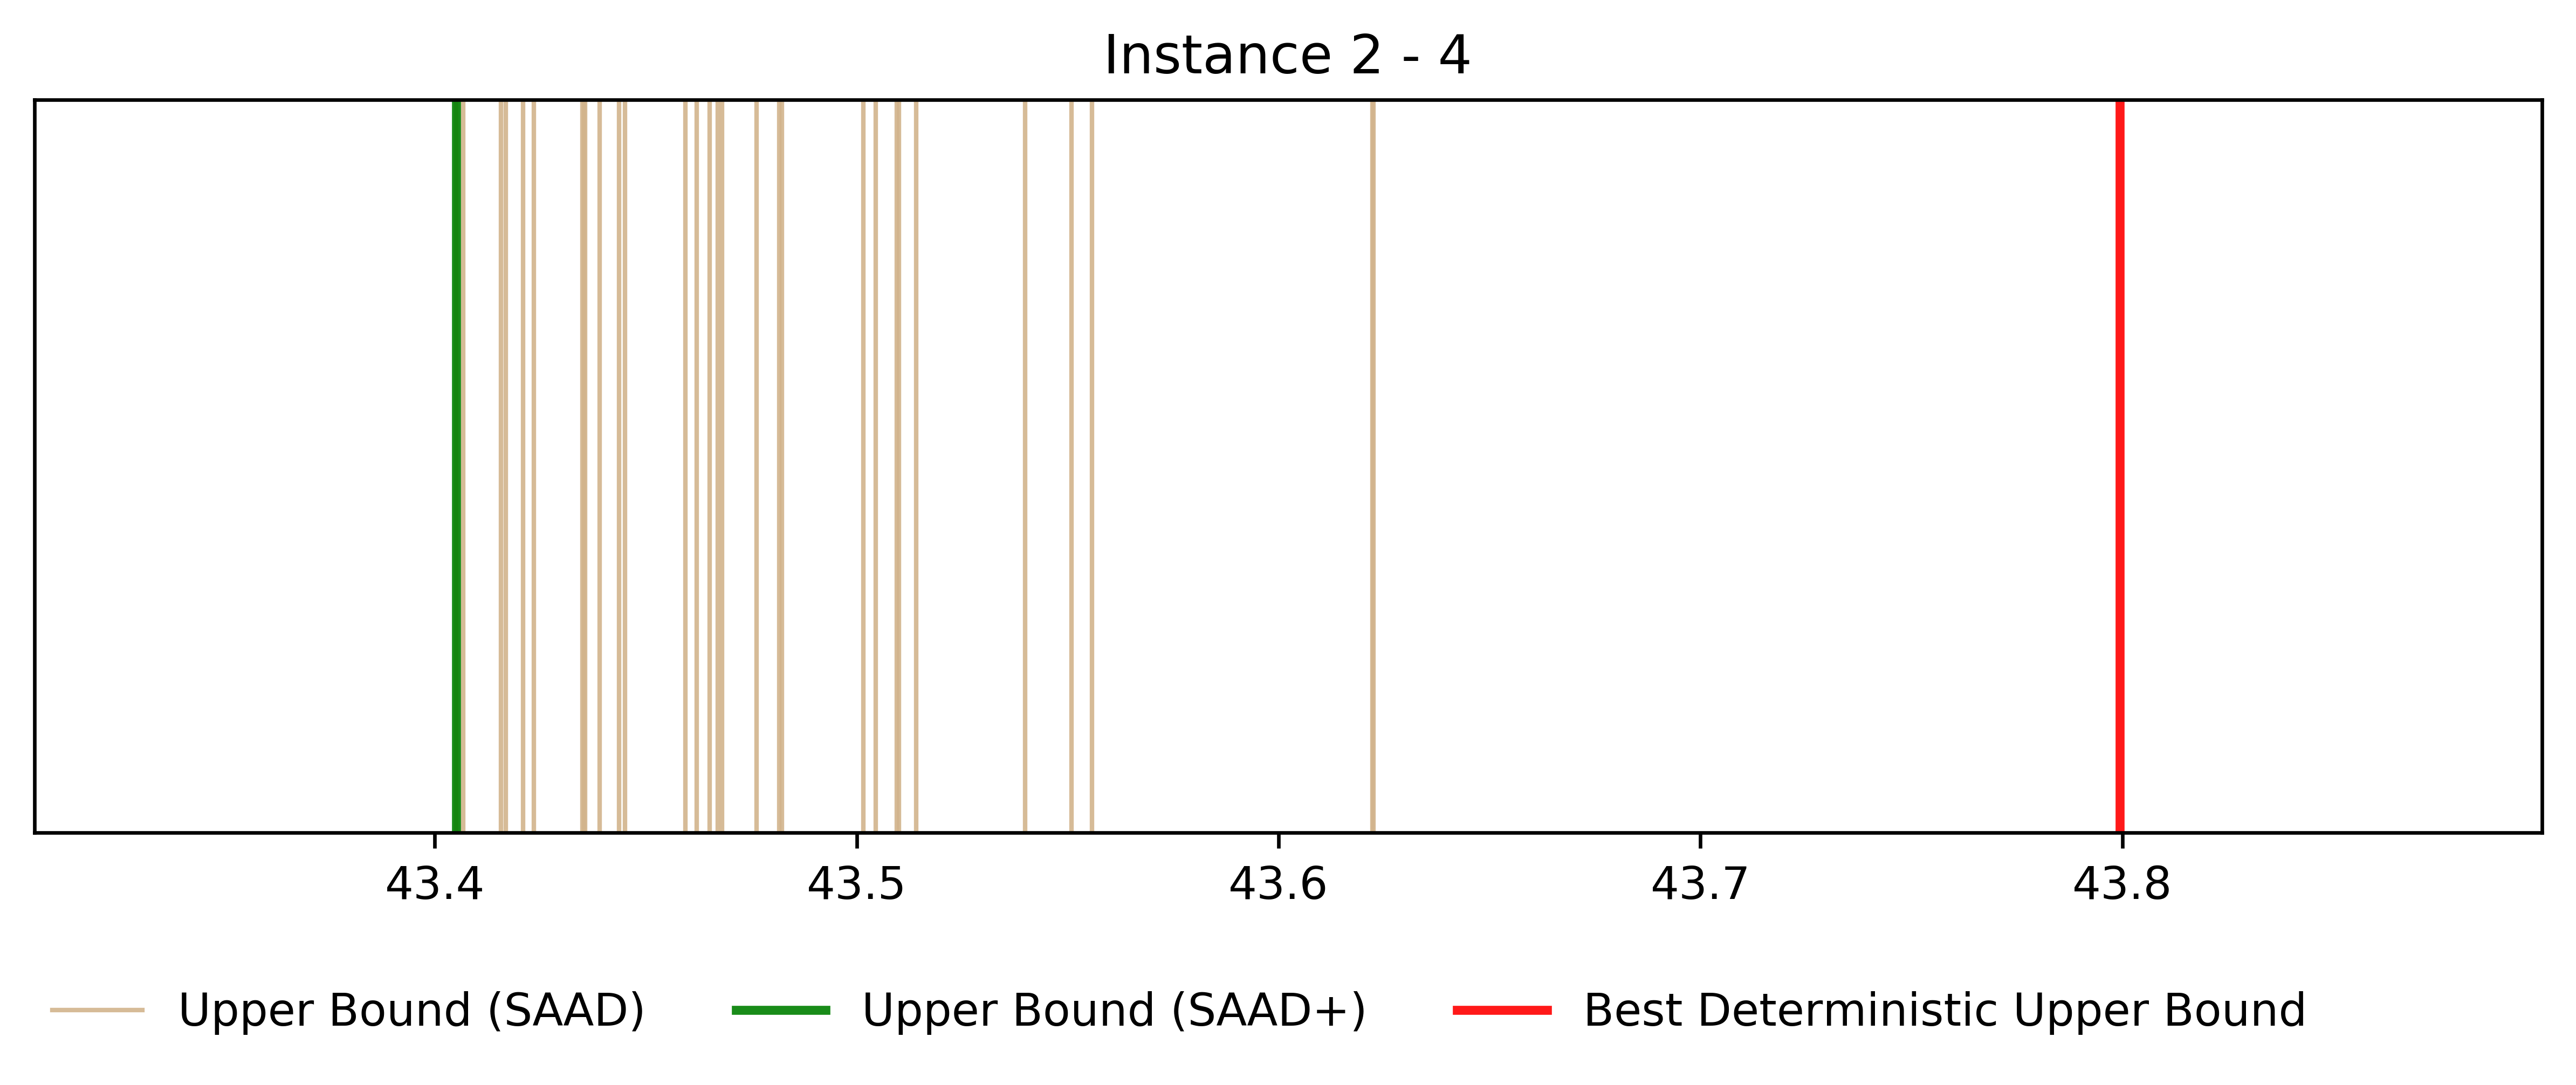 Instance 2 - 4
43.4 43.5 43.6 43.7 43.8
Upper Bound (SAAD) Upper Bound (SAAD+) Best Deterministic Upper Bound